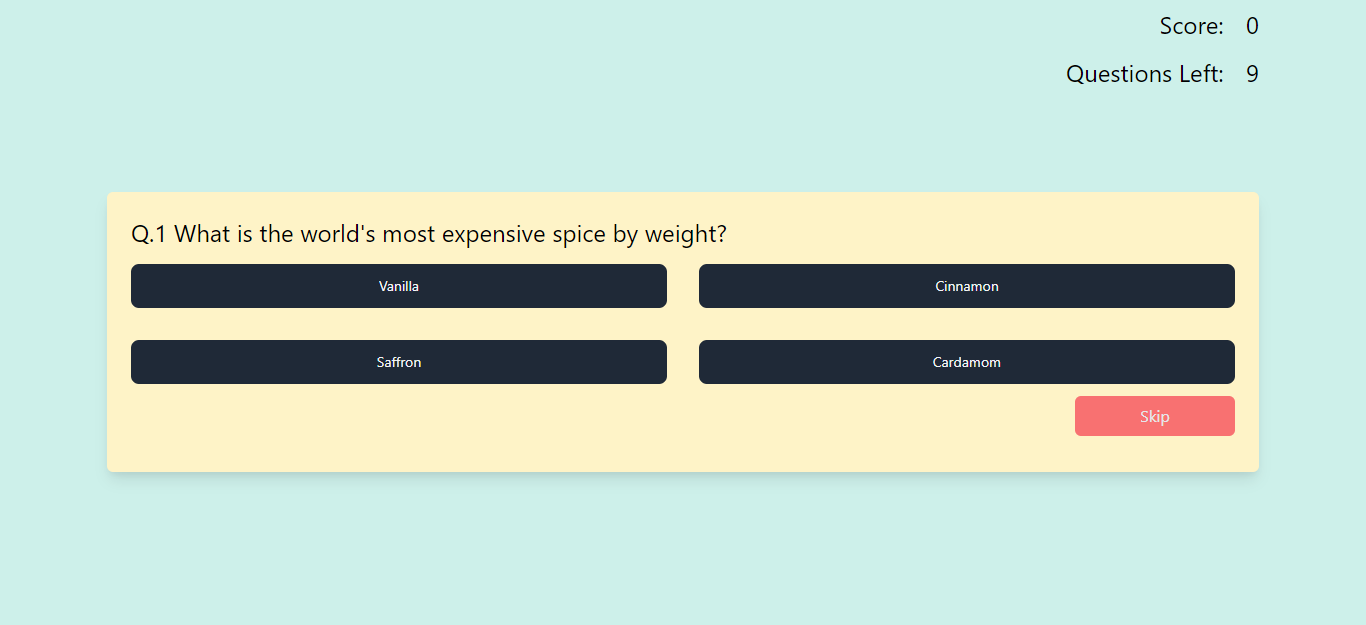 Score: 0
Questions Left: 9
Q.1 What is the world's most expensive spice by weight?
Vanilla
Cinnamon
Saffron
Cardamom
Skip